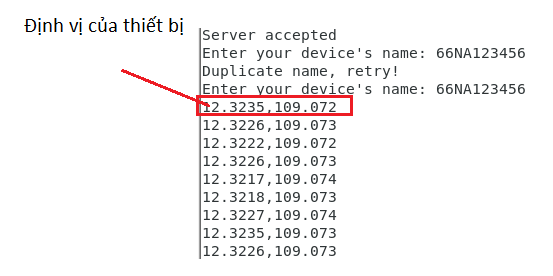 Định vị của thiết bị
Server accepted
Enter your device's name: 66NA123456
Duplicate name, retry!
Enter your device's name: 66NA123456
12.3235,109.072
12.3226,109.073
12.3222,109.072
12.3226,109.073
12.3217,109.074
12.3218,109.073
12.3227,109.074
12.3235,109.073
12.3226,109.073